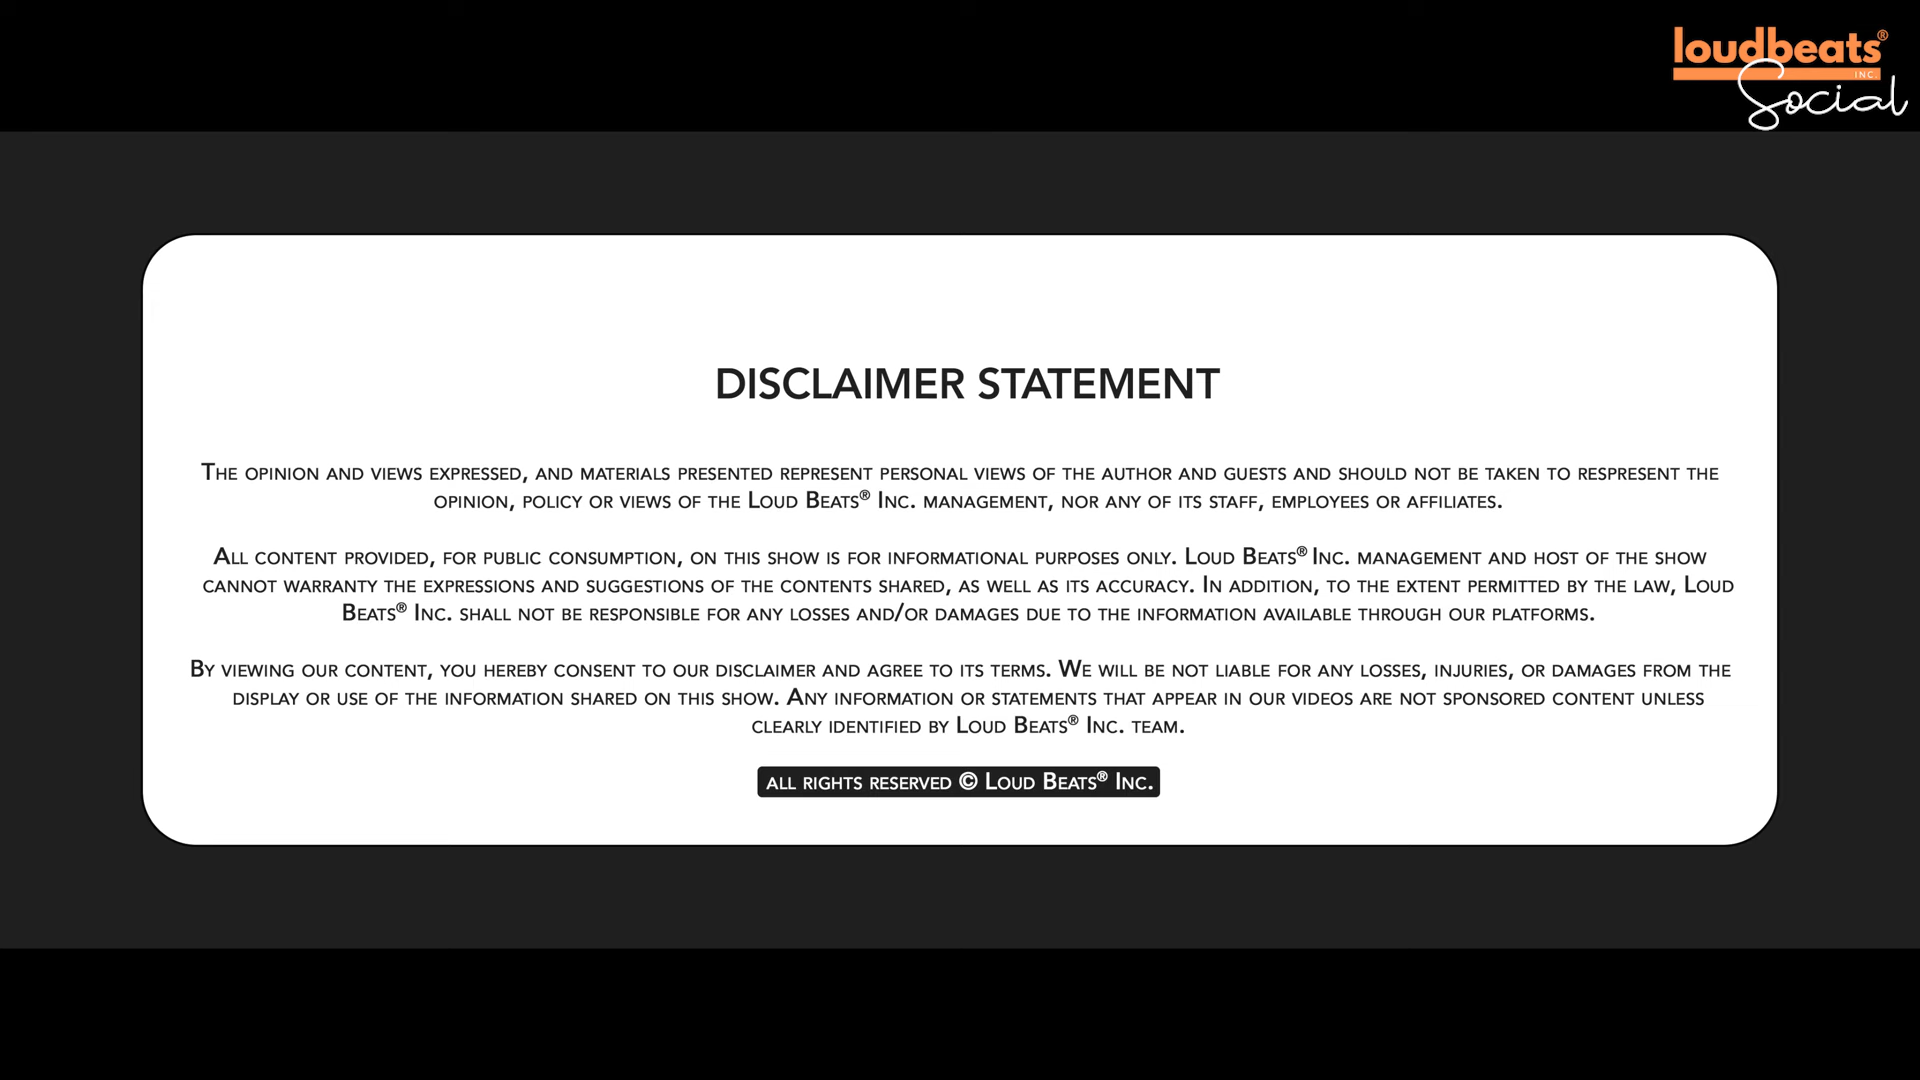 loudbeats®
INC.
Social
DISCLAIMER STATEMENT
The opinion and views expressed, and materials presented represent personal views of the author and guests and should not be taken to respresent the
opinion, policy or views of the Loud Beats® Inc. management, nor any of its staff, employees or affiliates.
All content provided, for public consumption, on this show is for informational purposes only. Loud Beats® Inc. management and host of the show
cannot warranty the expressions and suggestions of the contents shared, as well as its accuracy. In addition, to the extent permitted by the law, Loud
Beats® Inc. shall not be responsible for any losses and/or damages due to the information available through our platforms.
By viewing our content, you hereby consent to our disclaimer and agree to its terms. We will be not liable for any losses, injuries, or damages from the
display or use of the information shared on this show. Any information or statements that appear in our videos are not sponsored content unless
clearly identified by Loud Beats® Inc. team.
all rights reserved © Loud Beats® Inc.